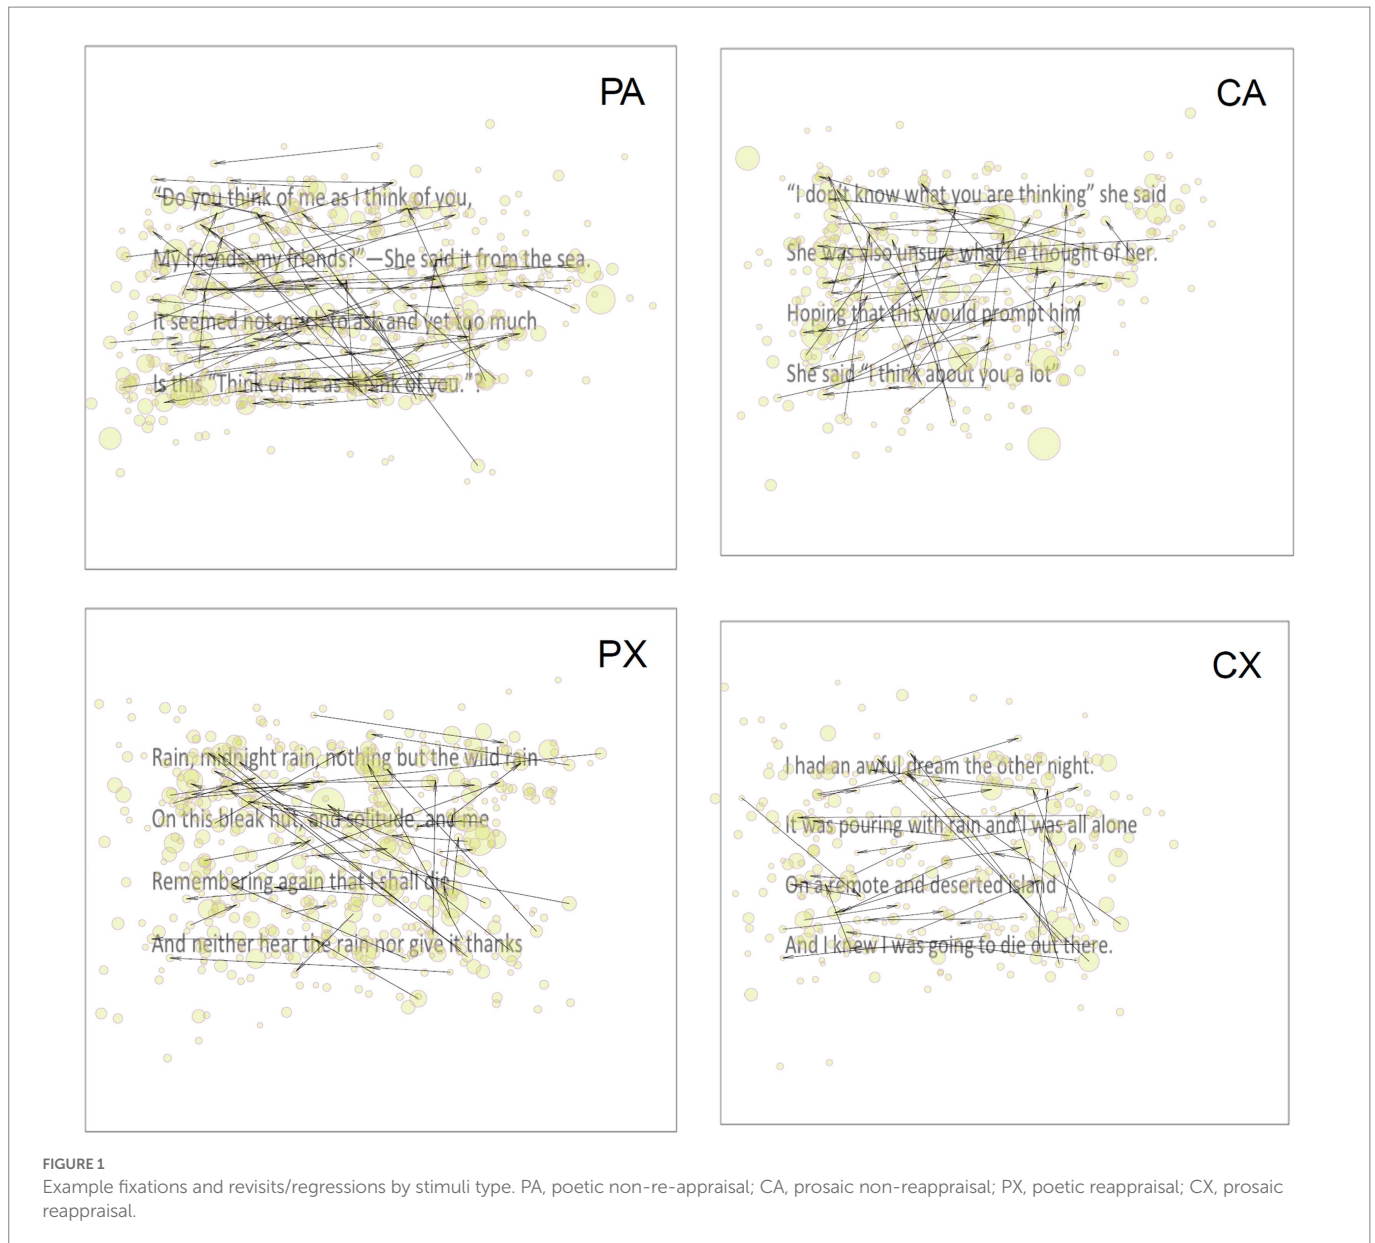 PA
“Do you think of me as I think of you,
My friends, my friends?”—She said it from the sea.
It seemed not much to ask and yet too much
Is this “Think of me as I think of you.”?
CA
“I don’t know what you are thinking” she said
She was also unsure what he thought of her.
Hoping that this would prompt him
She said “I think about you a lot”
PX
Rain, midnight rain, nothing but the wild rain
On this bleak hut, and solitude, and me
Remembering again that I shall die
And neither hear the rain nor give it thanks
CX
I had an awful dream the other night.
It was pouring with rain and I was all alone
On a remote and deserted island
And I knew I was going to die out there.
FIGURE 1
Example fixations and revisits/regressions by stimuli type. PA, poetic non-re-appraisal; CA, prosaic non-reappraisal; PX, poetic reappraisal; CX, prosaic
reappraisal.